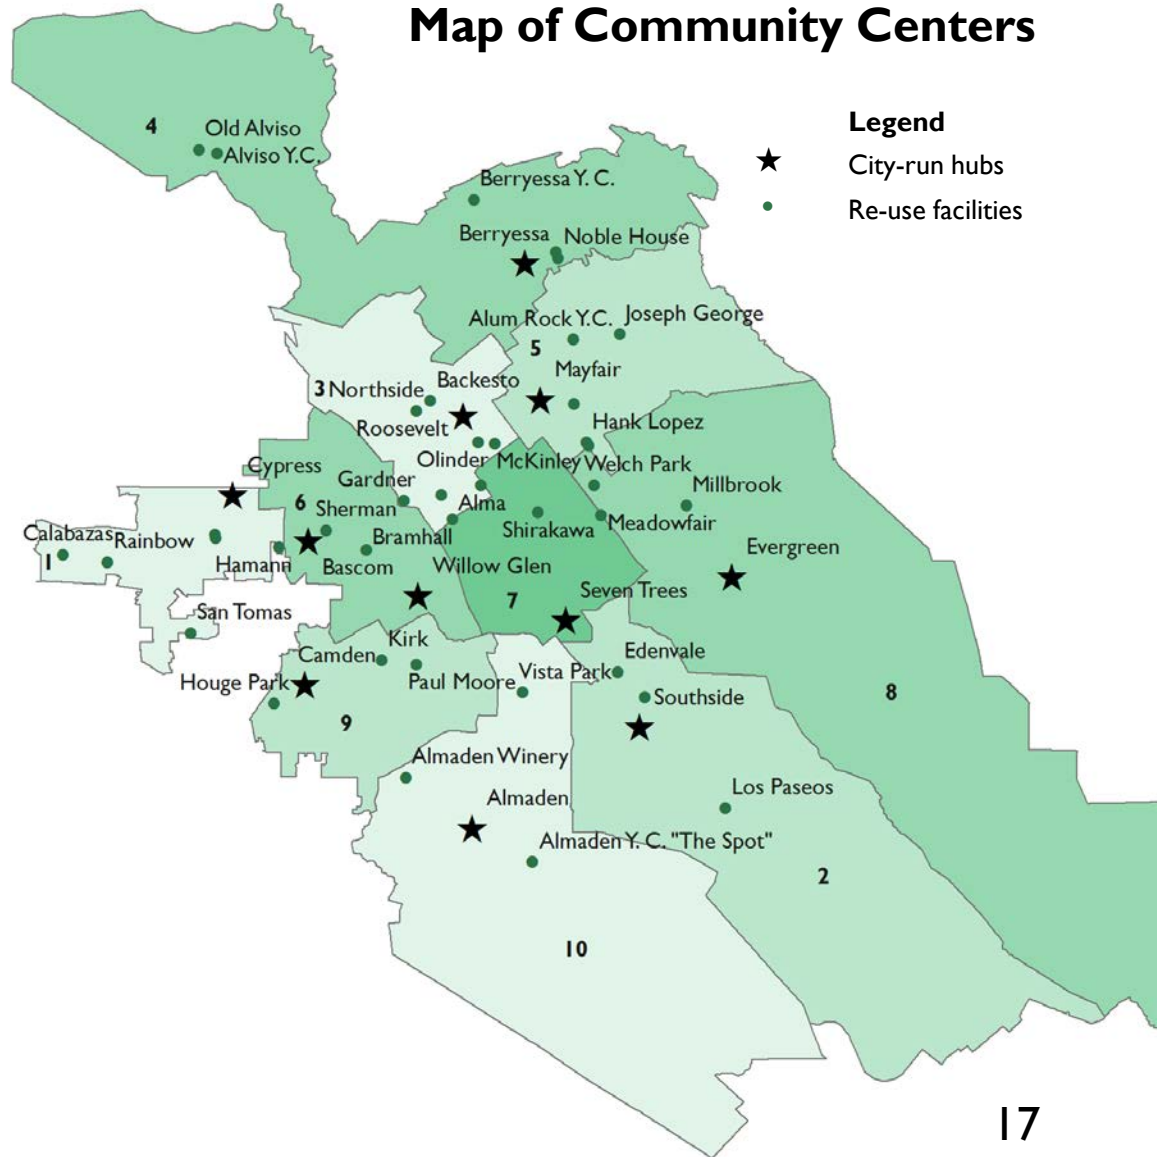 Map of Community Centers
Legend
City-run hubs
Re-use facilities
4
Old Alviso
Alviso Y.C.
Berryessa Y. C.
Berryessa
Noble House
Alum Rock Y.C.
Joseph George
5
Mayfair
3
Northside
Backesto
Roosevelt
Hank Lopez
Olinder
McKinley
Welch Park
Cypress
Gardner
Millbrook
6
Sherman
Alma
Shirakawa
Meadowfair
Calabazas
Rainbow
Bramhall
Evergreen
1
Hamann
Bascom
Willow Glen
7
Seven Trees
San Tomas
Kirk
Camden
Edenvale
Houge Park
Paul Moore
Vista Park
Southside
8
9
Almaden Winery
Los Paseos
Almaden
Almaden Y. C. "The Spot"
2
10
17